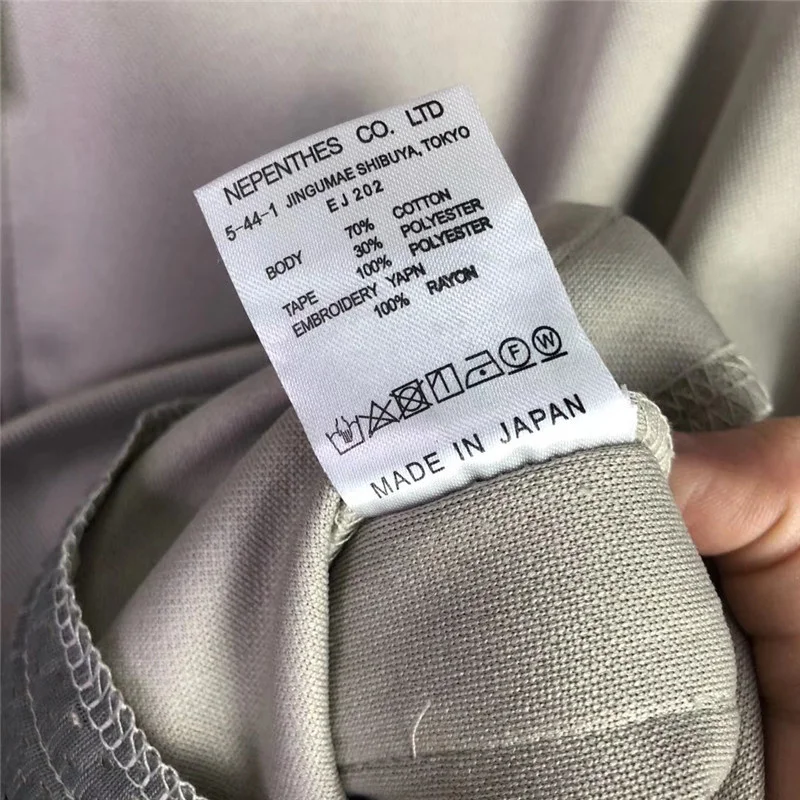 NEPENTHES CO. LTD
5-44-1 JINGUMAE SHIBUYA, TOKYO
EJ202
BODY 70% COTTON
30% POLYESTER
TAPE 100% POLYESTER
EMBROIDERY YAPN
100% RAYON
F W
MADE IN JAPAN